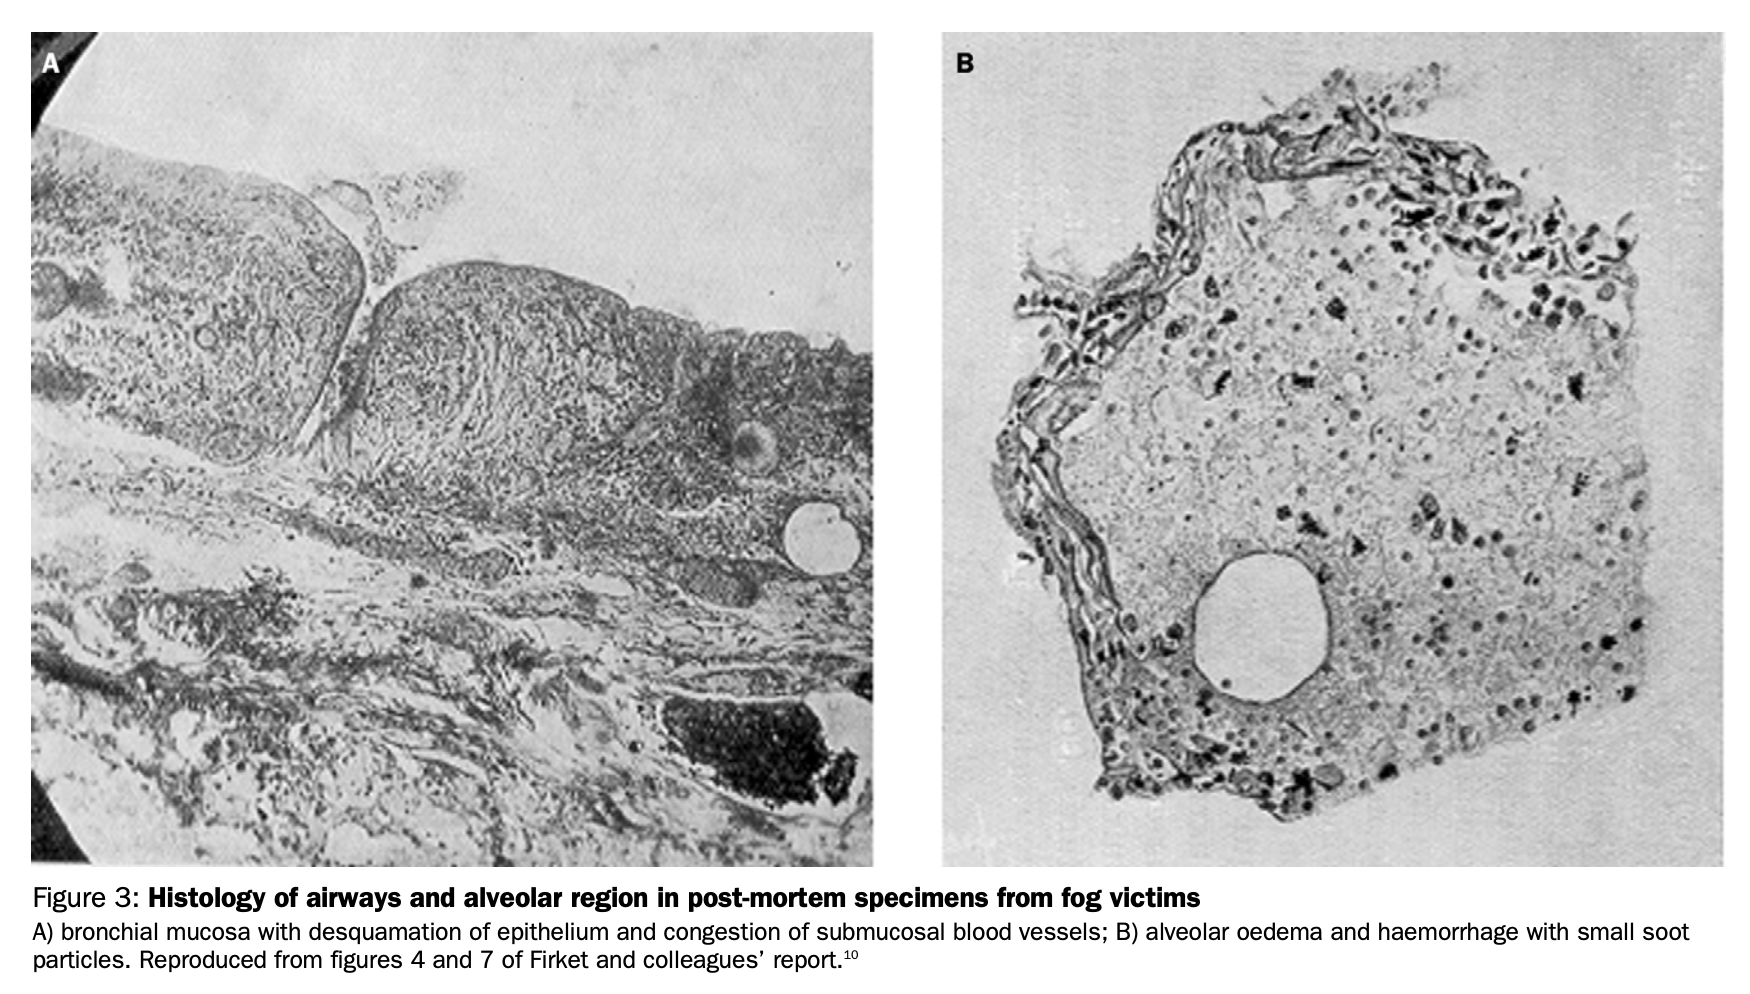 A
B
Figure 3: Histology of airways and alveolar region in post-mortem specimens from fog victims
A) bronchial mucosa with desquamation of epithelium and congestion of submucosal blood vessels; B) alveolar oedema and haemorrhage with small soot
particles. Reproduced from figures 4 and 7 of Firket and colleagues’ report.¹⁰